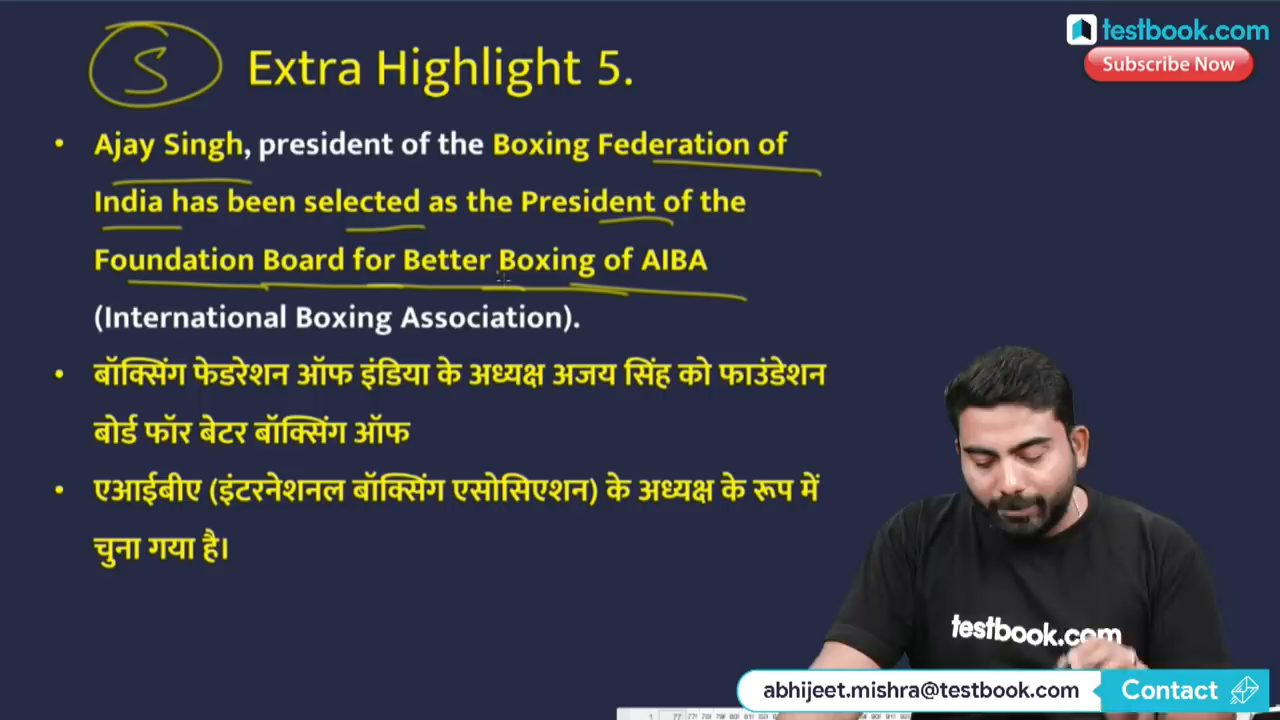 testbook.com
Subscribe Now
S Extra Highlight 5.
• Ajay Singh, president of the Boxing Federation of
India has been selected as the President of the
Foundation Board for Better Boxing of AIBA
(International Boxing Association).
• बॉक्सिंग फेडरेशन ऑफ इंडिया के अध्यक्ष अजय सिंह को फाउंडेशन
बोर्ड फॉर बेटर बॉक्सिंग ऑफ
• एआईबीए (इंटरनेशनल बॉक्सिंग एसोसिएशन) के अध्यक्ष के रूप में
चुना गया है।
testbook.com
abhijeet.mishra@testbook.com Contact